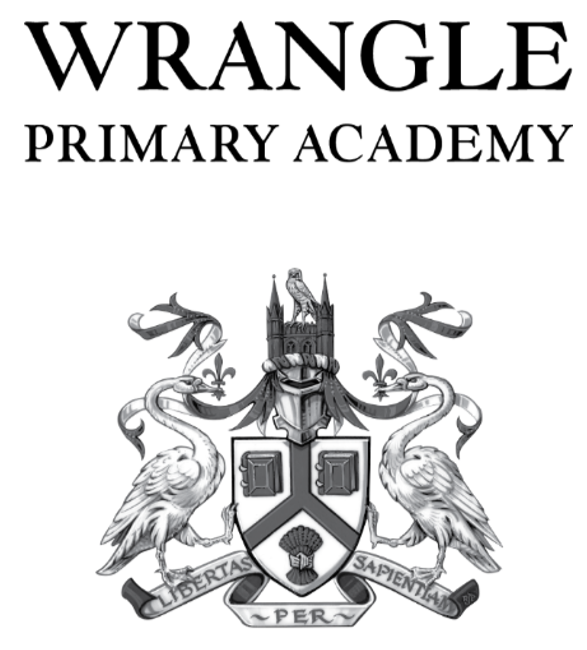 WRANGLE
PRIMARY ACADEMY
LIBERTAS
~ PER ~
SAPIENTIAM